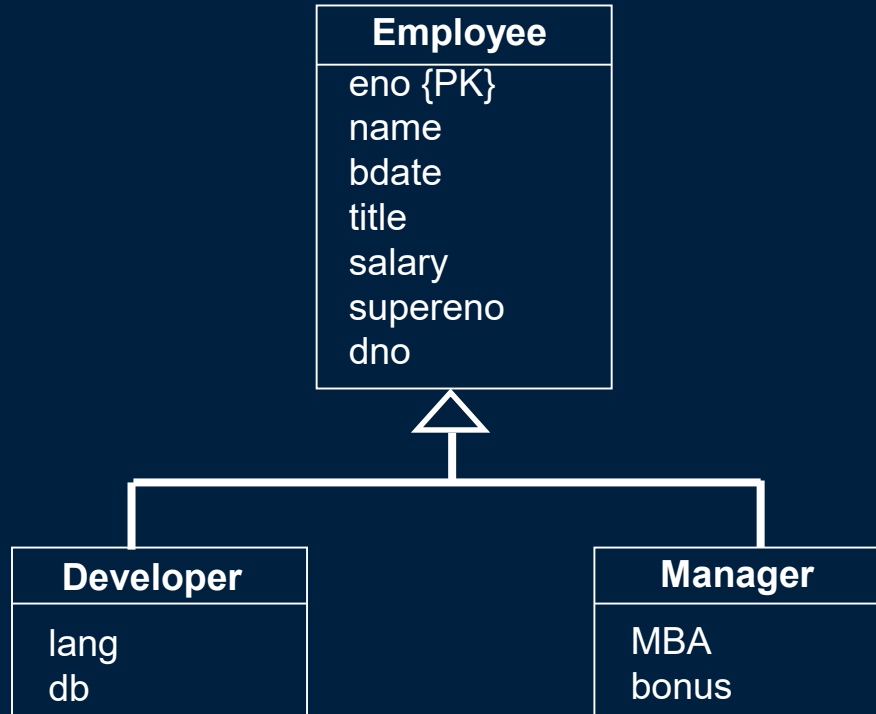 Employee
eno {PK}
name
bdate
title
salary
supereno
dno
Developer
lang
db
Manager
MBA
bonus